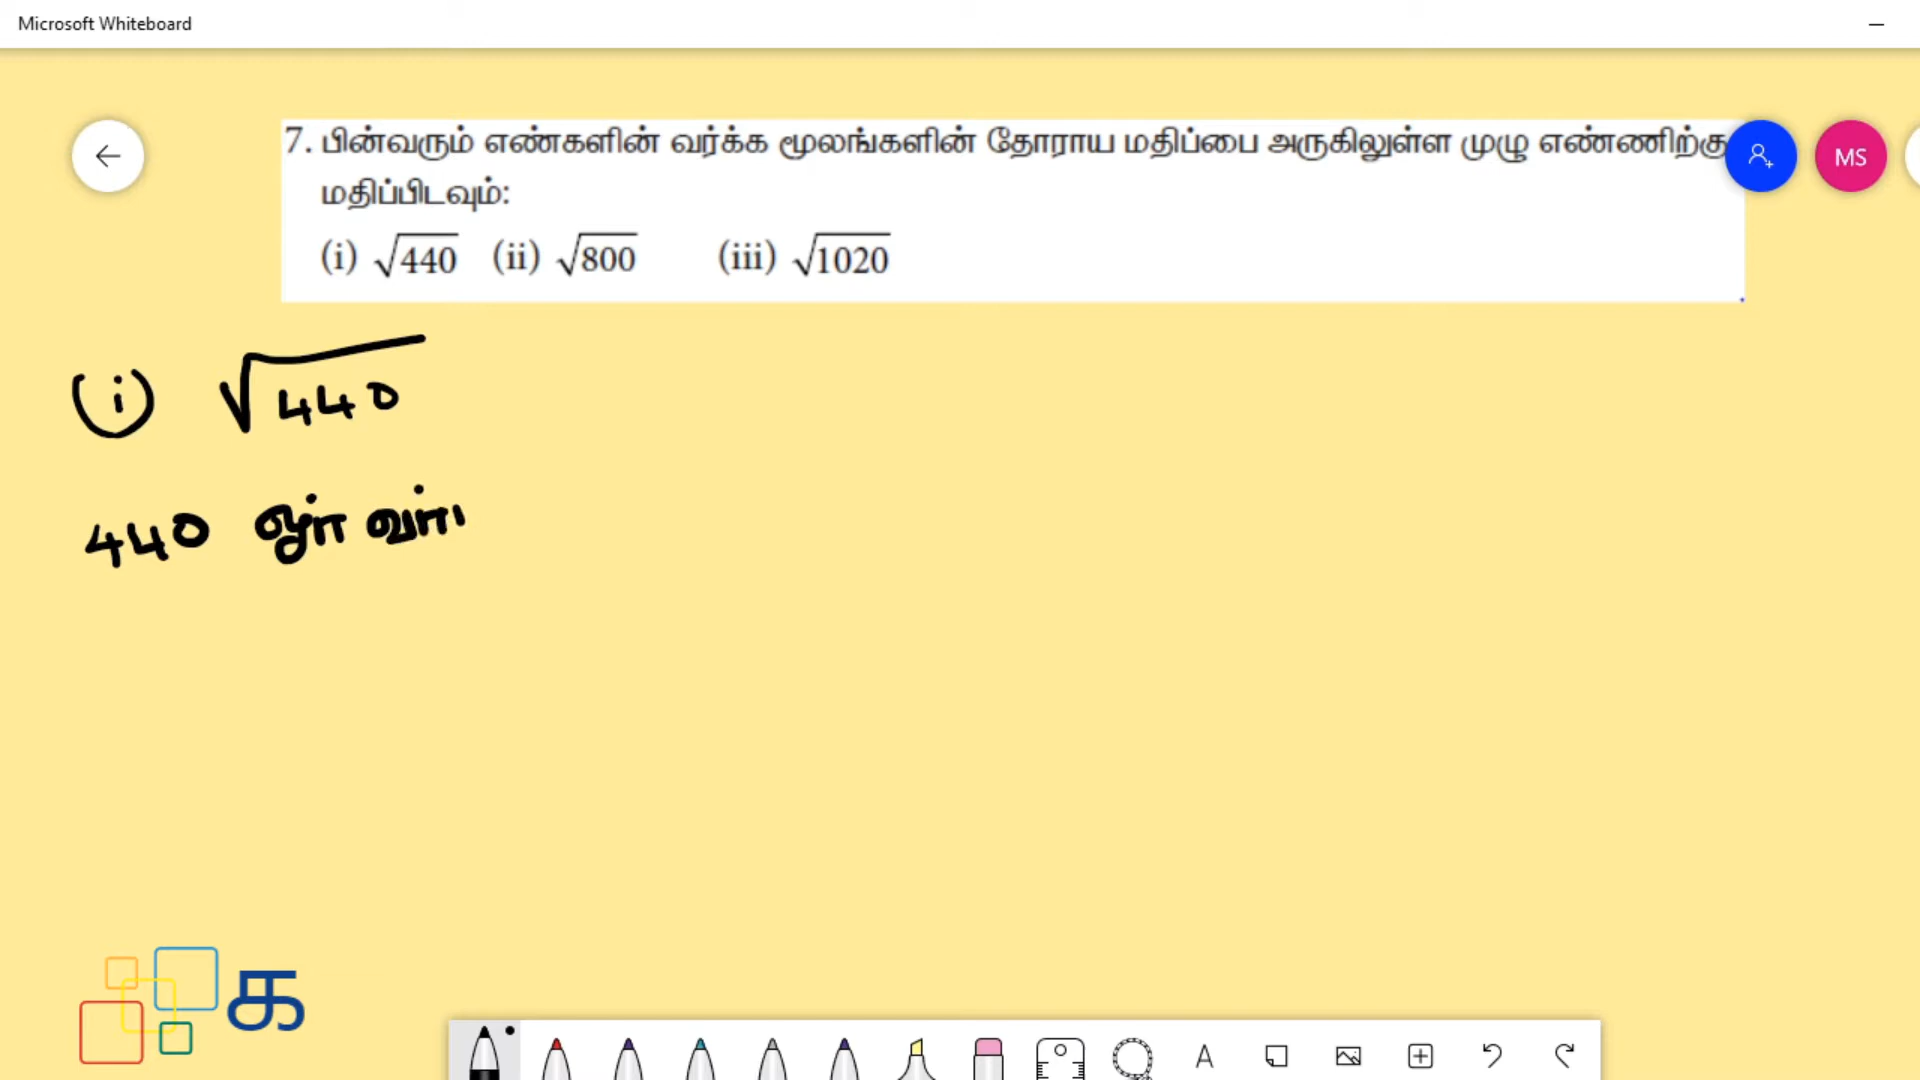 Microsoft Whiteboard
7. பின்வரும் எண்களின் வர்க்க மூலங்களின் தோராய மதிப்பை அருகிலுள்ள முழு எண்ணிற்கு
மதிப்பிடவும்:
(i) √440 (ii) √800 (iii) √1020
MS
(i) √440
440 ஓர் வர்
க